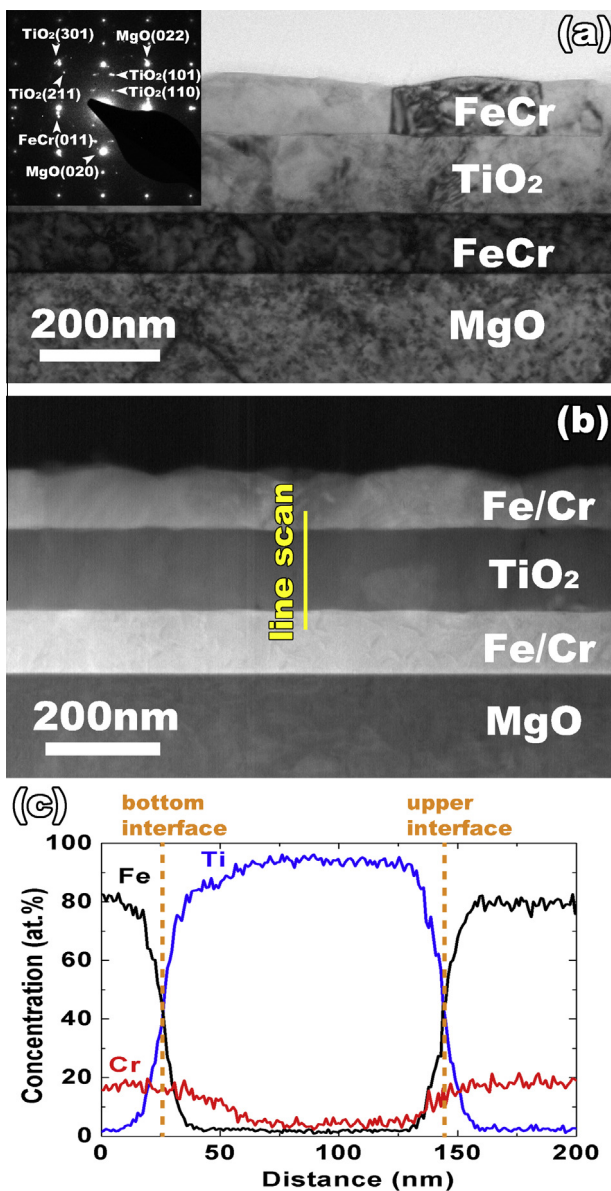 (a)
TiO2(301)
MgO(022)
TiO2(101)
TiO2(110)
TiO2(211)
FeCr(011)
MgO(020)
FeCr
TiO2
FeCr
MgO
200nm
(b)
Fe/Cr
line scan
TiO2
Fe/Cr
MgO
200nm
(c)
bottom
interface
upper
interface
Fe
Ti
Cr
Concentration (at.%)
100
80
60
40
20
0
0
50
100
150
200
Distance (nm)